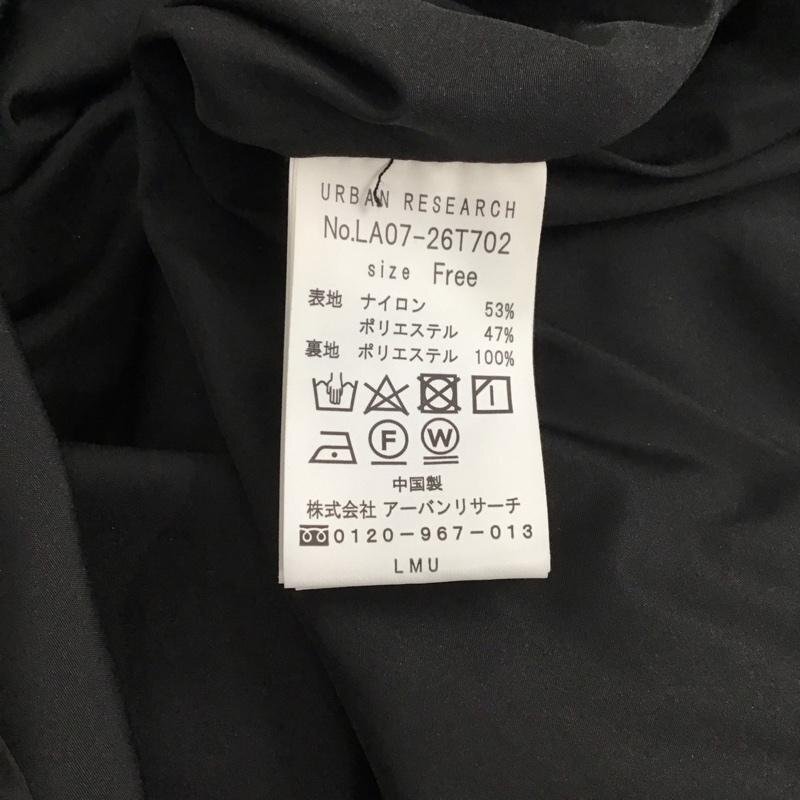 URBAN RESEARCH
No.LA07-26T702
size Free
表地 ナイロン 53%
ポリエステル 47%
裏地 ポリエステル 100%
F W
中国製
株式会社 アーバンリサーチ
0120-967-013
LMU